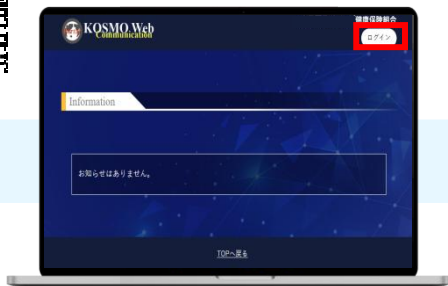 KOSMO Web
Communication
健康保険組合
ログイン
Information
お知らせはありません。
TOPへ戻る